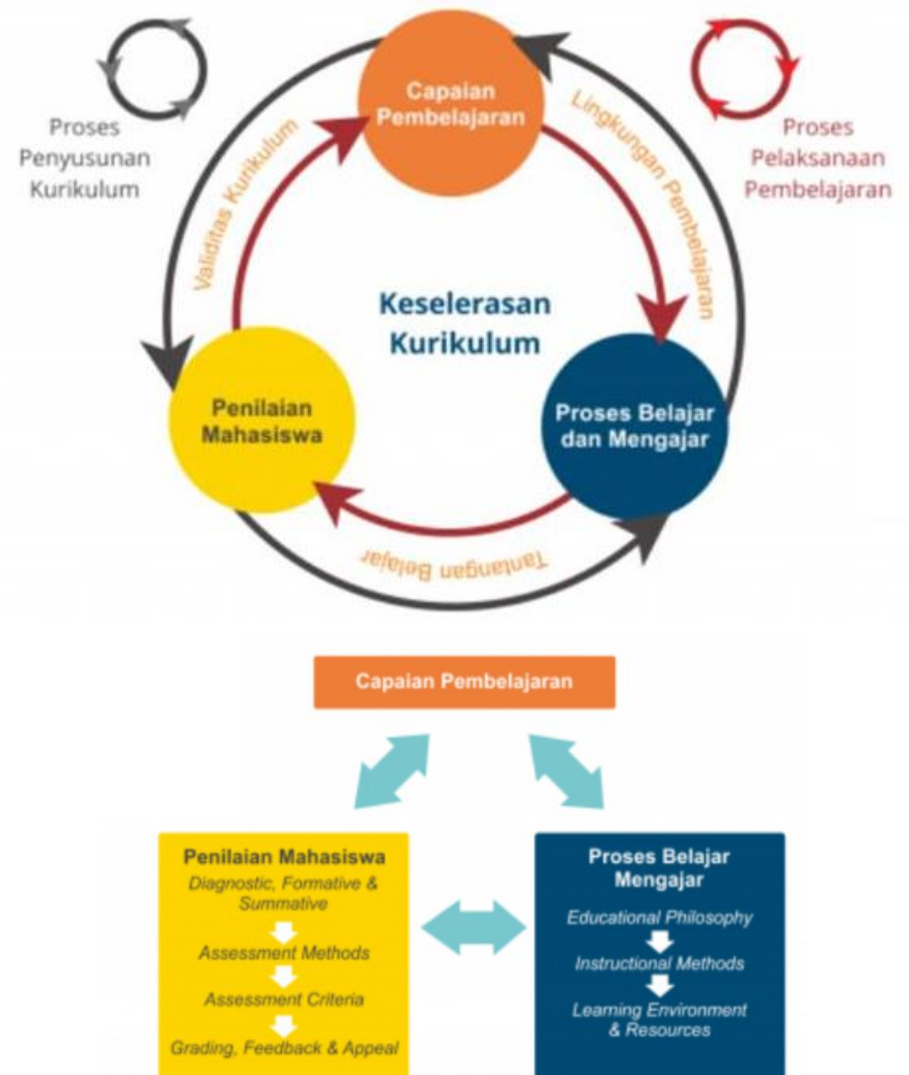 Proses
Penyusunan
Kurikulum
Capaian
Pembelajaran
Proses
Pelaksanaan
Pembelajaran
Validitas Kurikulum
Lingkungan Pembelajaran
Keselerasan
Kurikulum
Penilaian
Mahasiswa
Proses Belajar
dan Mengajar
Tantangan Belajar
Capaian Pembelajaran
Penilaian Mahasiswa
Diagnostic, Formative &
Summative
Assessment Methods
Assessment Criteria
Grading, Feedback & Appeal
Proses Belajar
Mengajar
Educational Philosophy
Instructional Methods
Learning Environment
& Resources